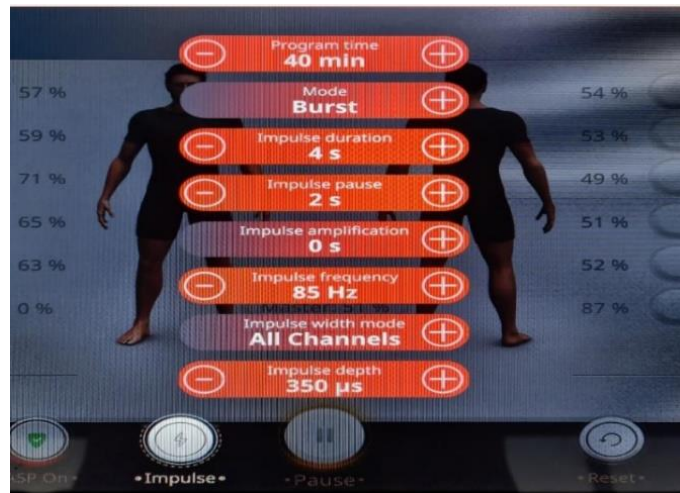 Program time
40 min
Mode
Burst
Impulse duration
4 s
Impulse pause
2 s
Impulse amplification
0 s
Impulse frequency
85 Hz
Impulse width mode
All Channels
Impulse depth
350 µs
57 %
59 %
71 %
65 %
63 %
0 %
54 %
53 %
49 %
51 %
52 %
87 %
ASP On•
•Impulse•
•Pause•
•Reset•